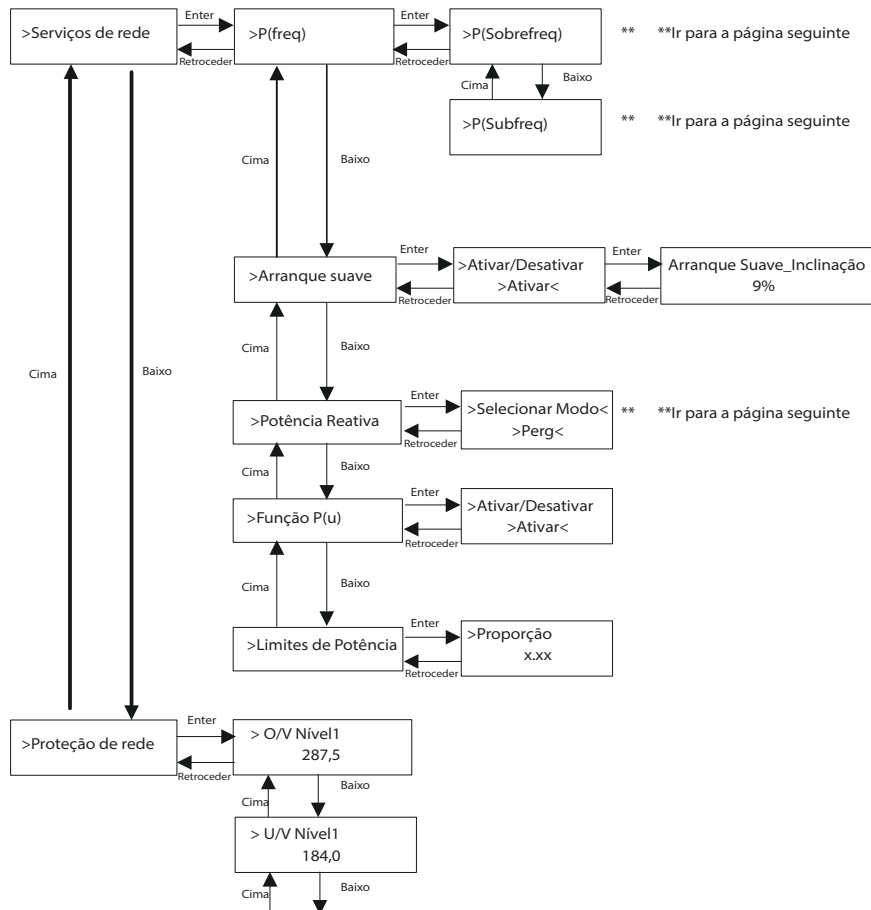 Enter
Enter
>Serviços de rede
>P(freq)
>P(Sobrefreq)
** **Ir para a página seguinte
Retroceder
Retroceder
Cima
Baixo
>P(Subfreq)
** **Ir para a página seguinte
Cima
Baixo
Enter
Enter
>Arranque suave
>Ativar/Desativar
>Ativar<
Arranque Suave_Inclinação
9%
Retroceder
Retroceder
Cima
Baixo
Cima
Baixo
Enter
>Potência Reativa
>Selecionar Modo<
>Perg<
** **Ir para a página seguinte
Retroceder
Cima
Baixo
Enter
>Função P(u)
>Ativar/Desativar
>Ativar<
Retroceder
Cima
Baixo
Enter
>Limites de Potência
>Proporção
x.xx
Retroceder
Enter
>Proteção de rede
> O/V Nível1
287,5
Retroceder
Cima
Baixo
> U/V Nível1
184,0
Cima
Baixo